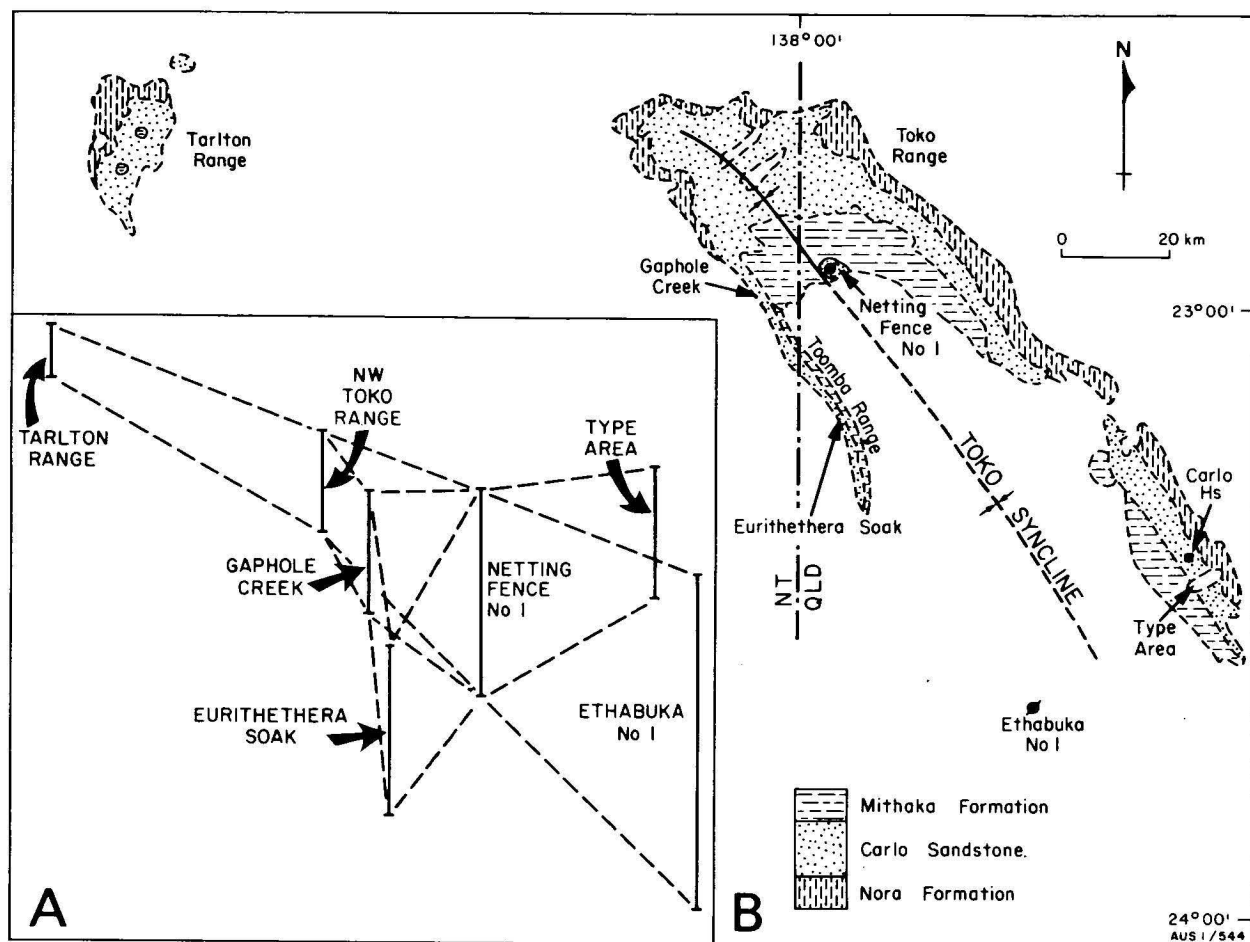 138°00'
N
Tarlton
Range
Toko
Range
0 20 km
Gaphole
Creek
Netting
Fence
No 1
23°00'
Toomba Range
TOKO SYNCLINE
Eurithethera Soak
Carlo
Hs
NT
QLD
Type
Area
Ethabuka
No 1
Mithaka Formation
Carlo Sandstone.
Nora Formation
24°00'
AUS 1/544
B
NW
TOKO
RANGE
TYPE
AREA
TARLTON
RANGE
GAPHOLE
CREEK
NETTING
FENCE
No 1
EURITHETHERA
SOAK
ETHABUKA
No 1
A